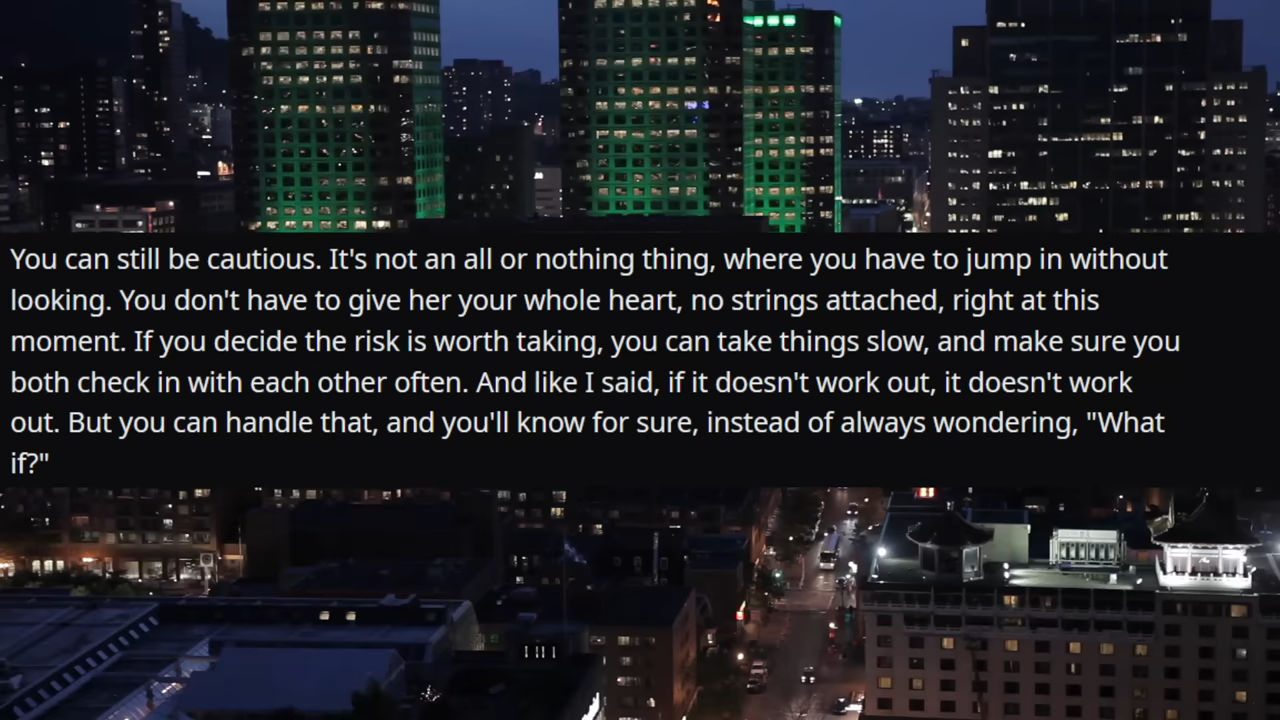 You can still be cautious. It's not an all or nothing thing, where you have to jump in without
looking. You don't have to give her your whole heart, no strings attached, right at this
moment. If you decide the risk is worth taking, you can take things slow, and make sure you
both check in with each other often. And like I said, if it doesn't work out, it doesn't work
out. But you can handle that, and you'll know for sure, instead of always wondering, "What
if?"